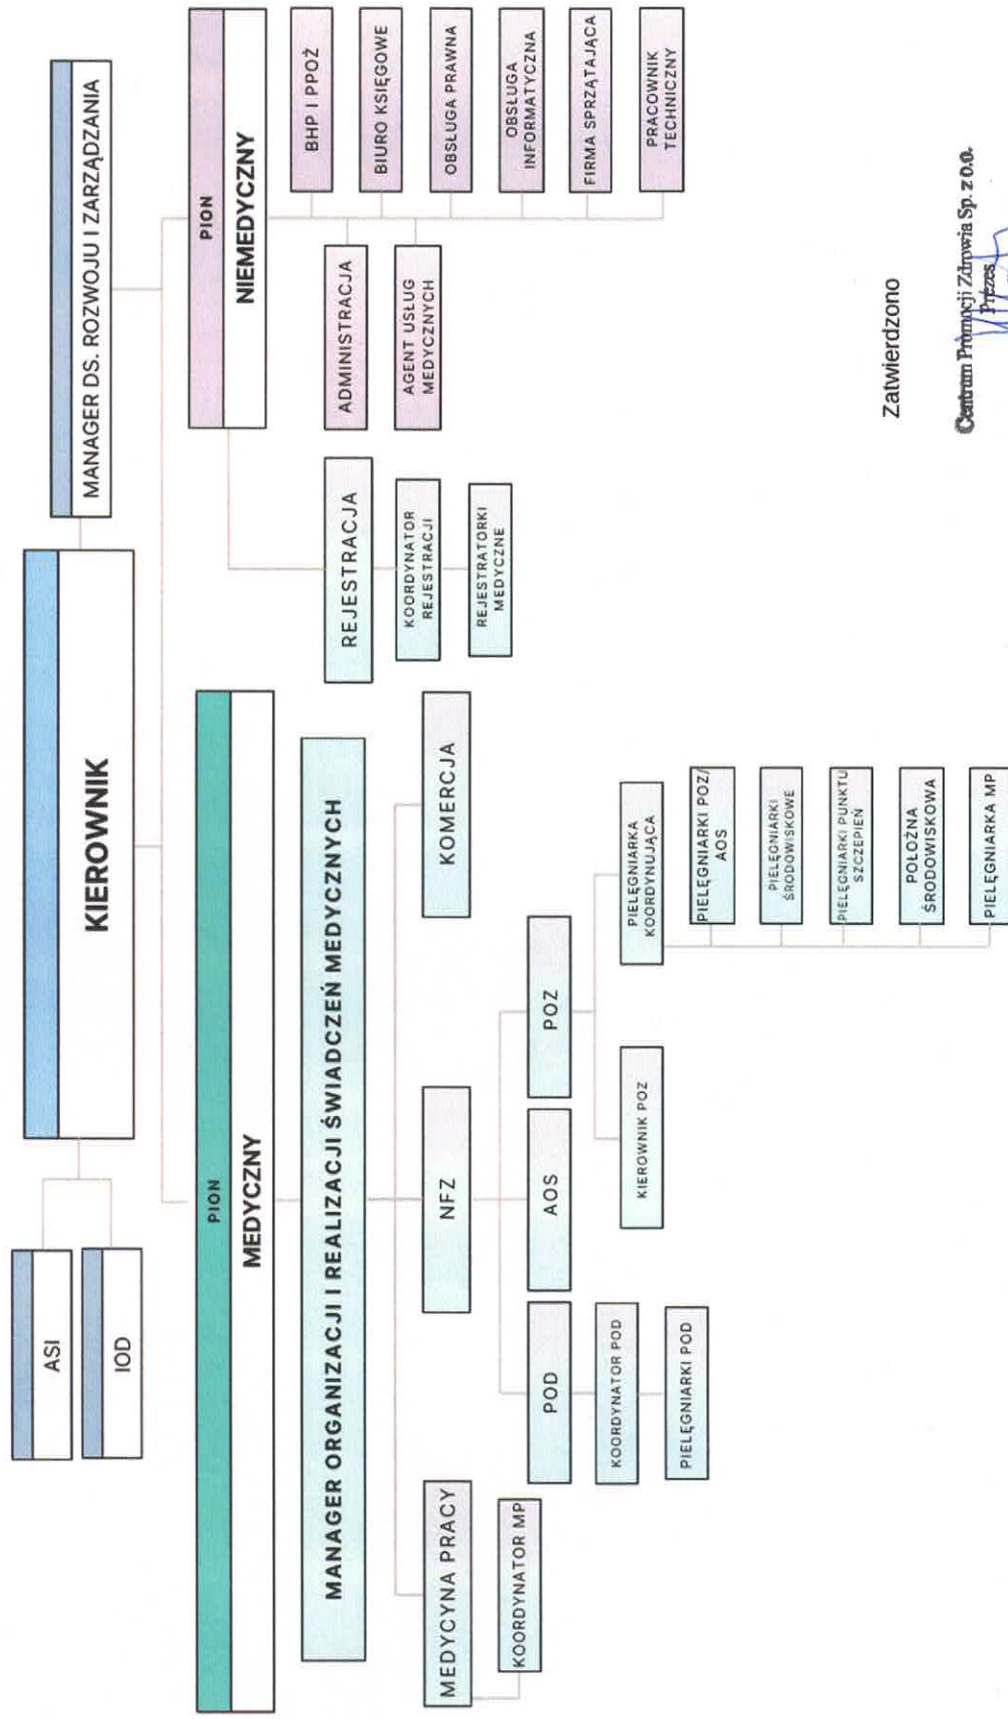 KIEROWNIK
MANAGER DS. ROZWOJU I ZARZĄDZANIA
ASI
IOD
PION
MEDYCZNY
MANAGER ORGANIZACJI I REALIZACJI ŚWIADCZEŃ MEDYCZNYCH
MEDYCYNA PRACY
KOORDYNATOR MP
NFZ
KOMERCJA
POD
KOORDYNATOR POD
PIELĘGNIARKI POD
AOS
POZ
KIEROWNIK POZ
PIELĘGNIARKA
KOORDYNUJĄCA
PIELĘGNIARKI POZ/
AOS
PIELĘGNIARKI
ŚRODOWISKOWE
PIELĘGNIARKI PUNKTU
SZCZEPIEŃ
POŁOŻNA
ŚRODOWISKOWA
PIELĘGNIARKA MP
PION
NIEMEDYCZNY
REJESTRACJA
KOORDYNATOR
REJESTRACJI
REJESTRATORKI
MEDYCZNE
ADMINISTRACJA
AGENT USŁUG
MEDYCZNYCH
BHP I PPOŻ
BIURO KSIĘGOWE
OBSŁUGA PRAWNA
OBSŁUGA
INFORMATYCZNA
FIRMA SPRZĄTAJĄCA
PRACOWNIK
TECHNICZNY
Zatwierdzono
Centrum Promocji Zdrowia Sp. z o.o.
Prezes